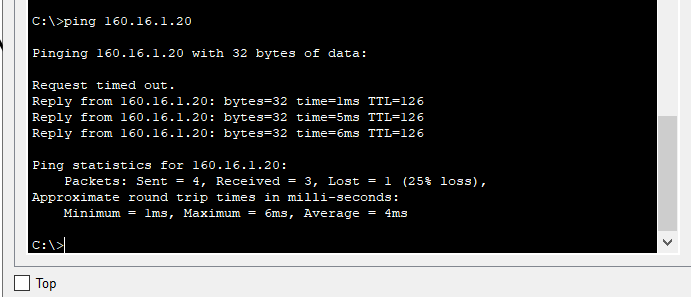 C:\>ping 160.16.1.20
Pinging 160.16.1.20 with 32 bytes of data:
Request timed out.
Reply from 160.16.1.20: bytes=32 time=1ms TTL=126
Reply from 160.16.1.20: bytes=32 time=5ms TTL=126
Reply from 160.16.1.20: bytes=32 time=6ms TTL=126
Ping statistics for 160.16.1.20:
    Packets: Sent = 4, Received = 3, Lost = 1 (25% loss),
Approximate round trip times in milli-seconds:
    Minimum = 1ms, Maximum = 6ms, Average = 4ms
C:\>
Top